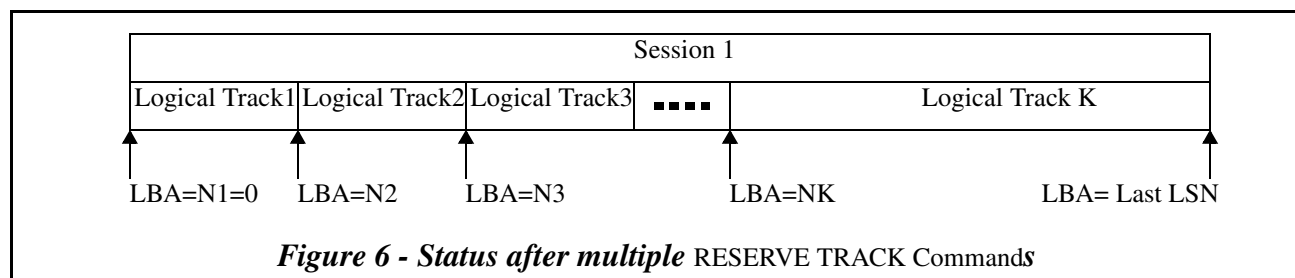 Session 1
Logical Track1 Logical Track2 Logical Track3 Logical Track K
LBA=N1=0 LBA=N2 LBA=N3 LBA=NK LBA= Last LSN
Figure 6 - Status after multiple RESERVE TRACK Commands